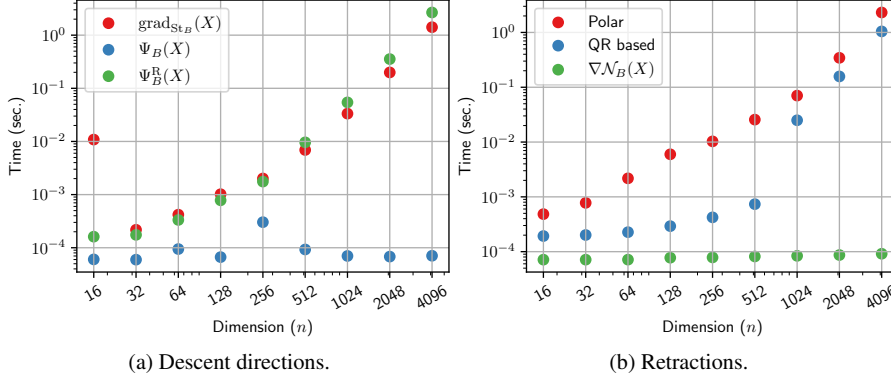 grad_{St_B}(X)
Ψ_B(X)
Ψ_B^R(X)
10^0
10^{-1}
10^{-2}
10^{-3}
10^{-4}
Time (sec.)
16 32 64 128 256 512 1024 2048 4096
Dimension (n)
(a) Descent directions.
Polar
QR based
∇𝒩_B(X)
10^0
10^{-1}
10^{-2}
10^{-3}
10^{-4}
Time (sec.)
16 32 64 128 256 512 1024 2048 4096
Dimension (n)
(b) Retractions.